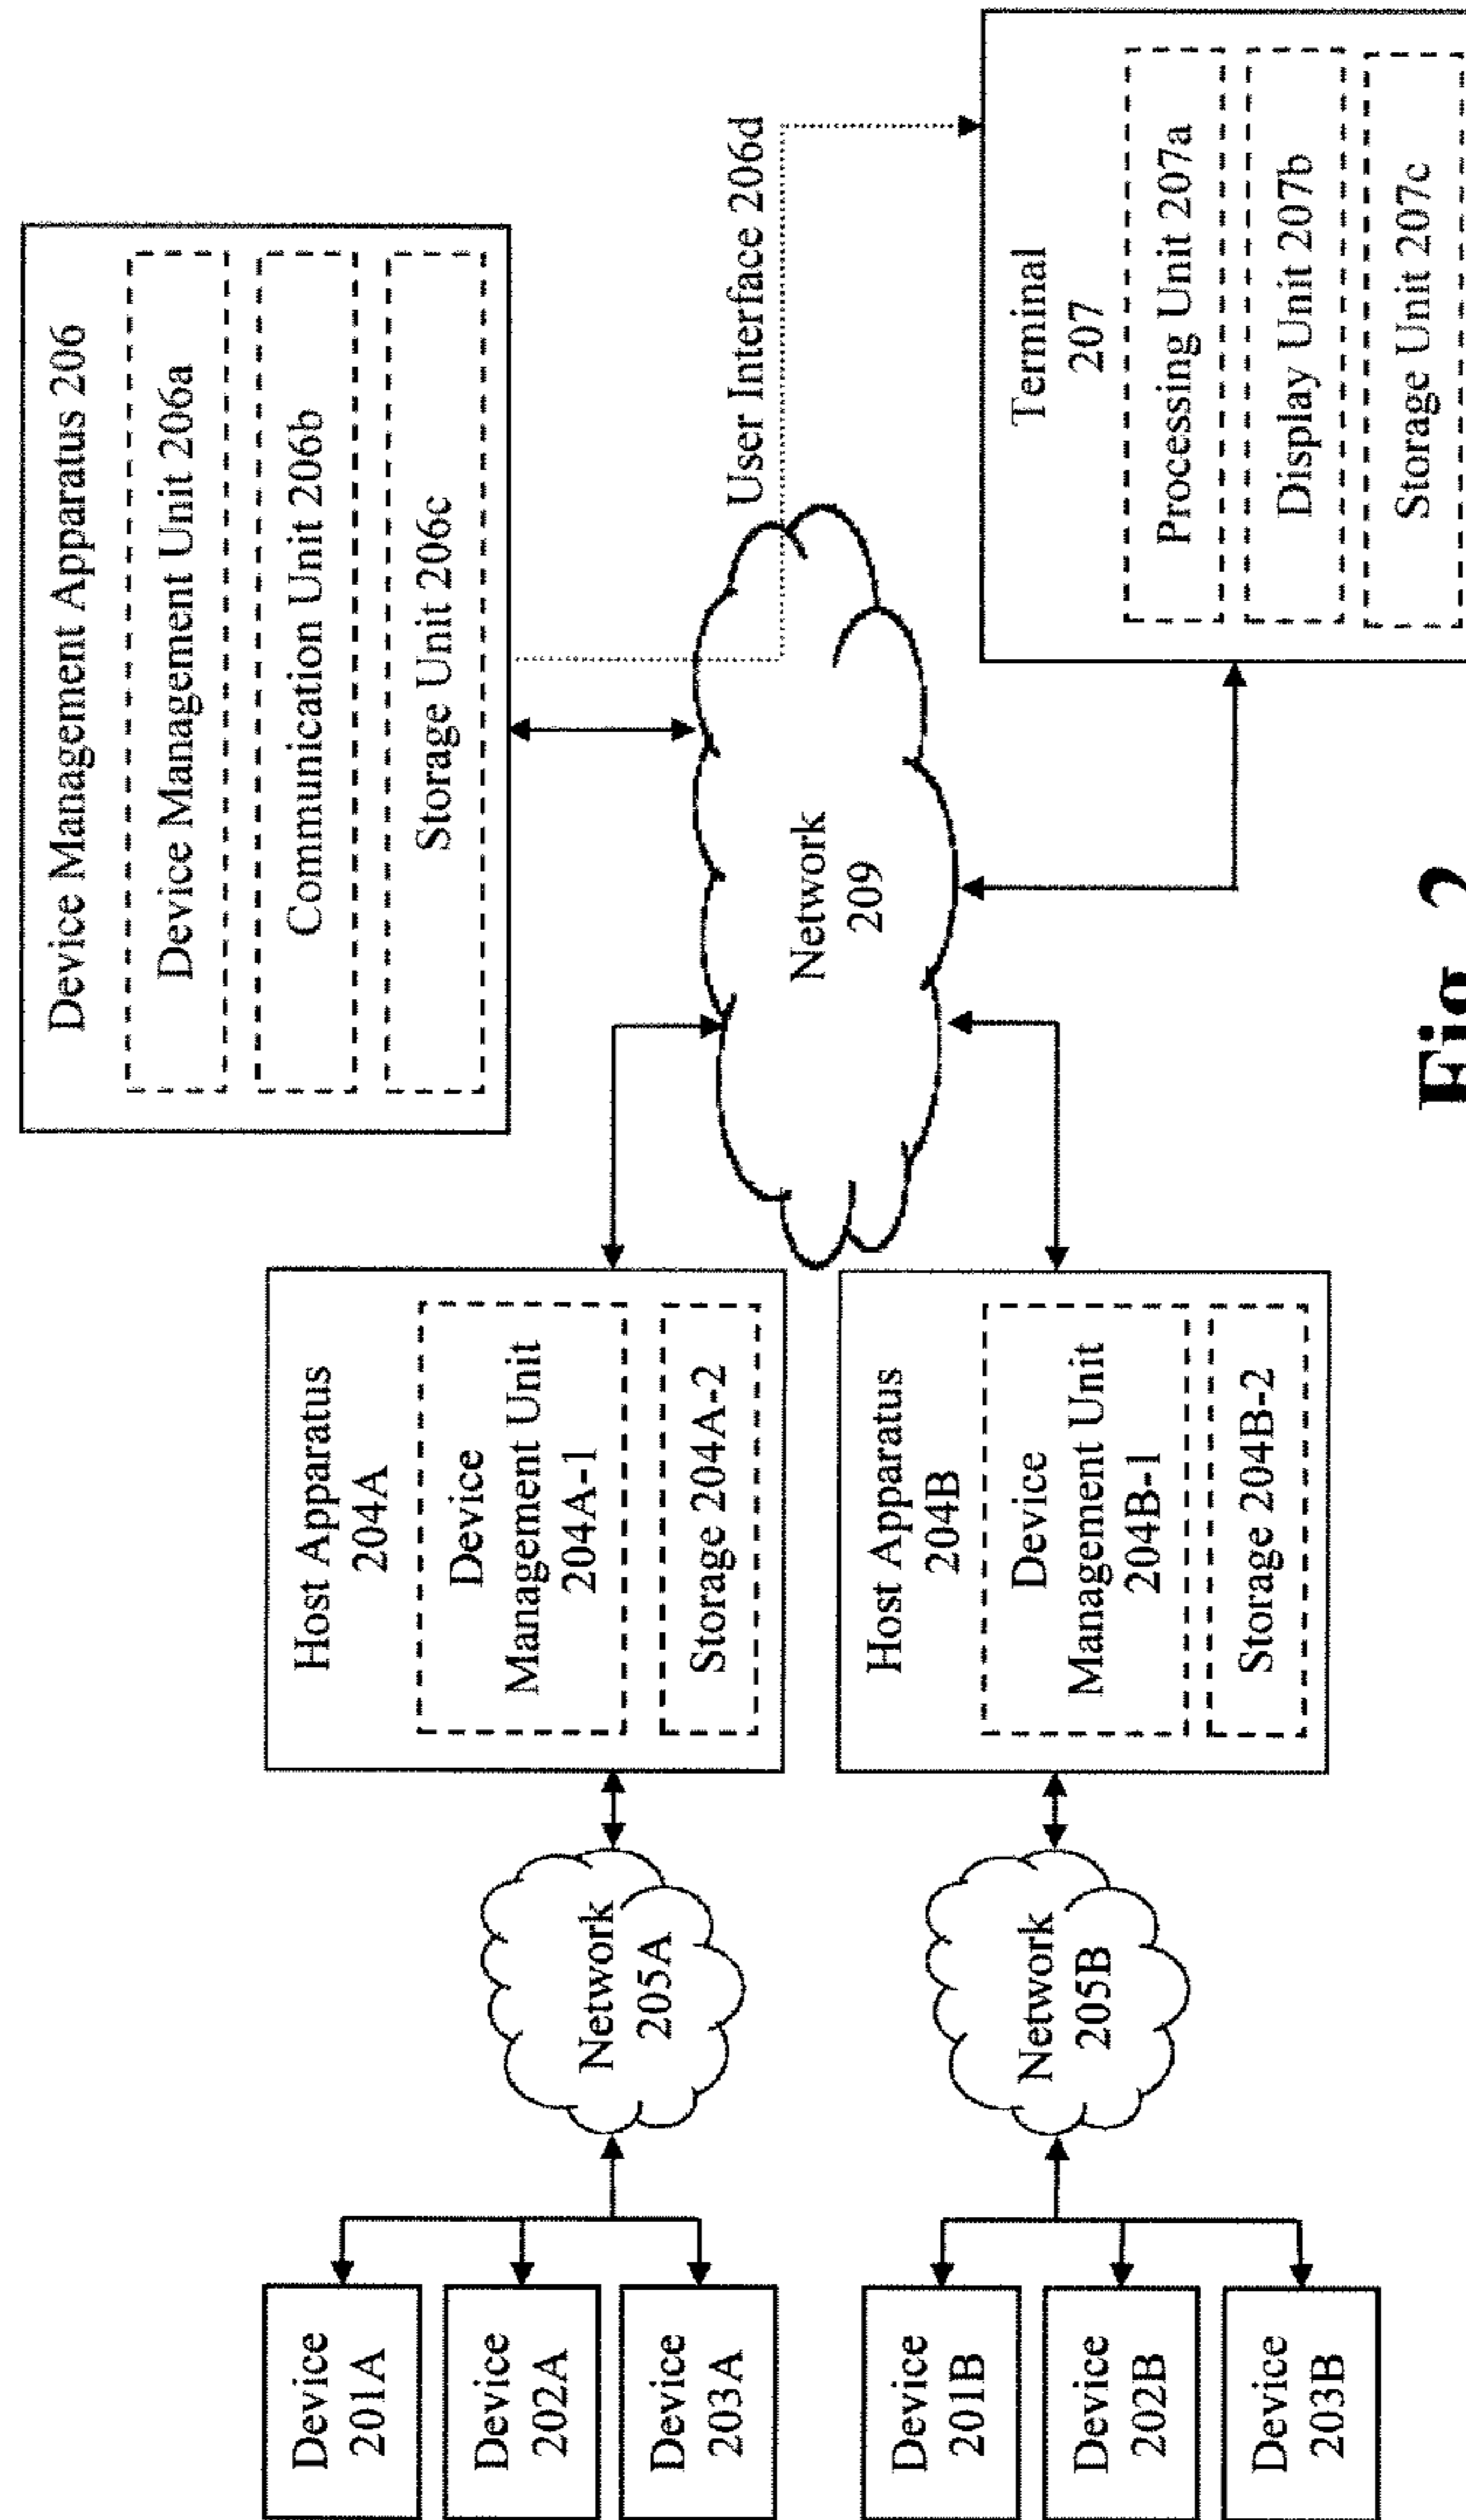 Device Management Apparatus 206
Device Management Unit 206a
Communication Unit 206b
Storage Unit 206c
User Interface 206d
Host Apparatus
204A
Device
Management Unit
204A-1
Storage 204A-2
Network
209
Network
205A
Device
201A
Device
202A
Device
203A
Host Apparatus
204B
Device
Management Unit
204B-1
Storage 204B-2
Network
205B
Device
201B
Device
202B
Device
203B
Terminal
207
Processing Unit 207a
Display Unit 207b
Storage Unit 207c
Fig. 2